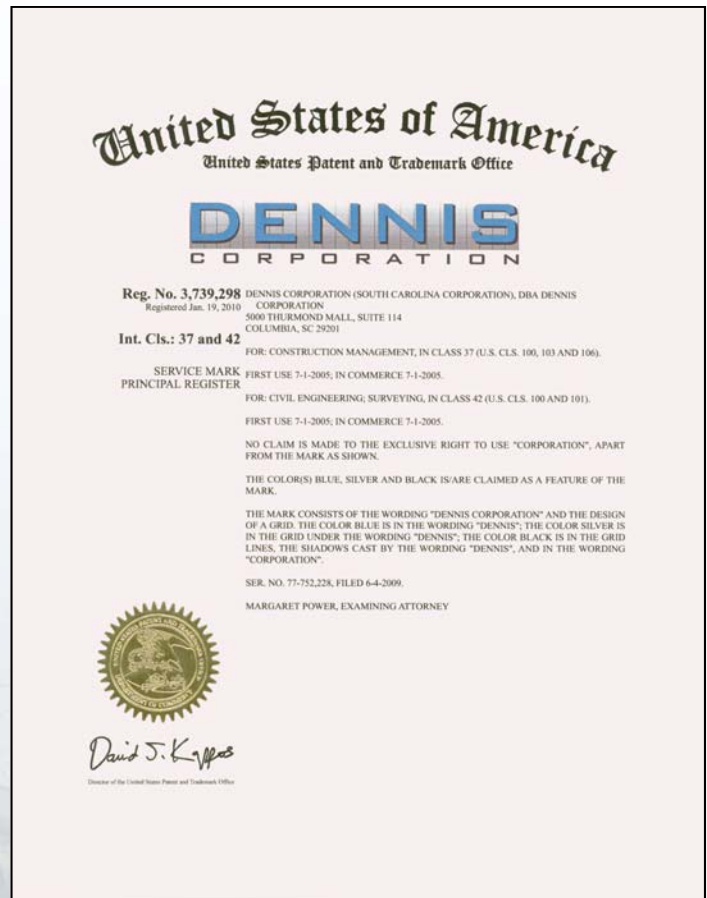 United States of America
United States Patent and Trademark Office
DENNIS
CORPORATION
Reg. No. 3,739,298
Registered Jan. 19, 2010
Int. Cls.: 37 and 42
SERVICE MARK
PRINCIPAL REGISTER
DENNIS CORPORATION (SOUTH CAROLINA CORPORATION), DBA DENNIS
CORPORATION
5000 THURMOND MALL, SUITE 114
COLUMBIA, SC 29201
FOR: CONSTRUCTION MANAGEMENT, IN CLASS 37 (U.S. CLS. 100, 103 AND 106).
FIRST USE 7-1-2005; IN COMMERCE 7-1-2005.
FOR: CIVIL ENGINEERING; SURVEYING, IN CLASS 42 (U.S. CLS. 100 AND 101).
FIRST USE 7-1-2005; IN COMMERCE 7-1-2005.
NO CLAIM IS MADE TO THE EXCLUSIVE RIGHT TO USE "CORPORATION", APART
FROM THE MARK AS SHOWN.
THE COLOR(S) BLUE, SILVER AND BLACK IS/ARE CLAIMED AS A FEATURE OF THE
MARK.
THE MARK CONSISTS OF THE WORDING "DENNIS CORPORATION" AND THE DESIGN
OF A GRID. THE COLOR BLUE IS IN THE WORDING "DENNIS"; THE COLOR SILVER IS
IN THE GRID UNDER THE WORDING "DENNIS"; THE COLOR BLACK IS IN THE GRID
LINES, THE SHADOWS CAST BY THE WORDING "DENNIS", AND IN THE WORDING
"CORPORATION".
SER. NO. 77-752,228, FILED 6-4-2009.
MARGARET POWER, EXAMINING ATTORNEY
David J. Kappos
Director of the United States Patent and Trademark Office